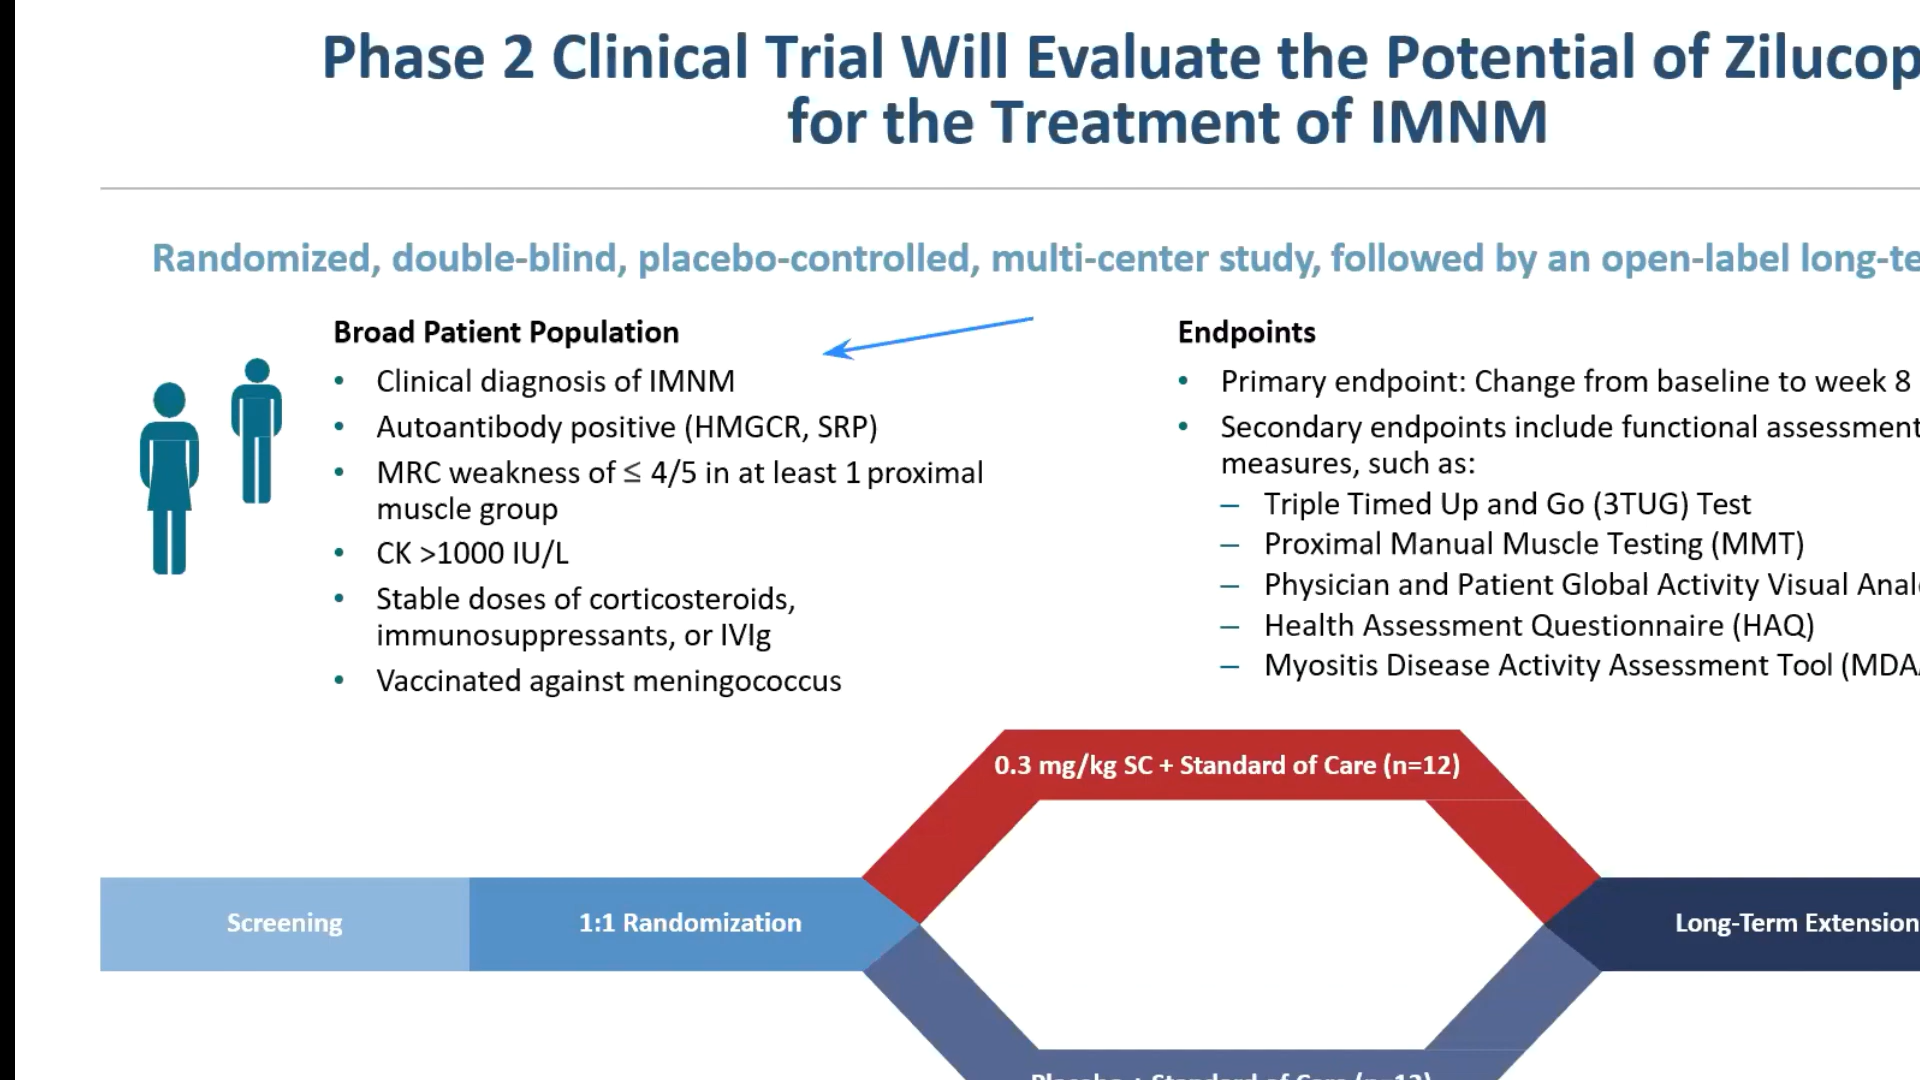 Phase 2 Clinical Trial Will Evaluate the Potential of Zilucop
for the Treatment of IMNM
Randomized, double-blind, placebo-controlled, multi-center study, followed by an open-label long-te
Broad Patient Population
• Clinical diagnosis of IMNM
• Autoantibody positive (HMGCR, SRP)
• MRC weakness of ≤ 4/5 in at least 1 proximal
muscle group
• CK >1000 IU/L
• Stable doses of corticosteroids,
immunosuppressants, or IVIg
• Vaccinated against meningococcus
Endpoints
• Primary endpoint: Change from baseline to week 8
• Secondary endpoints include functional assessment
measures, such as:
– Triple Timed Up and Go (3TUG) Test
– Proximal Manual Muscle Testing (MMT)
– Physician and Patient Global Activity Visual Anal
– Health Assessment Questionnaire (HAQ)
– Myositis Disease Activity Assessment Tool (MDA
0.3 mg/kg SC + Standard of Care (n=12)
Screening
1:1 Randomization
Long-Term Extension
Placebo + Standard of Care (n=12)